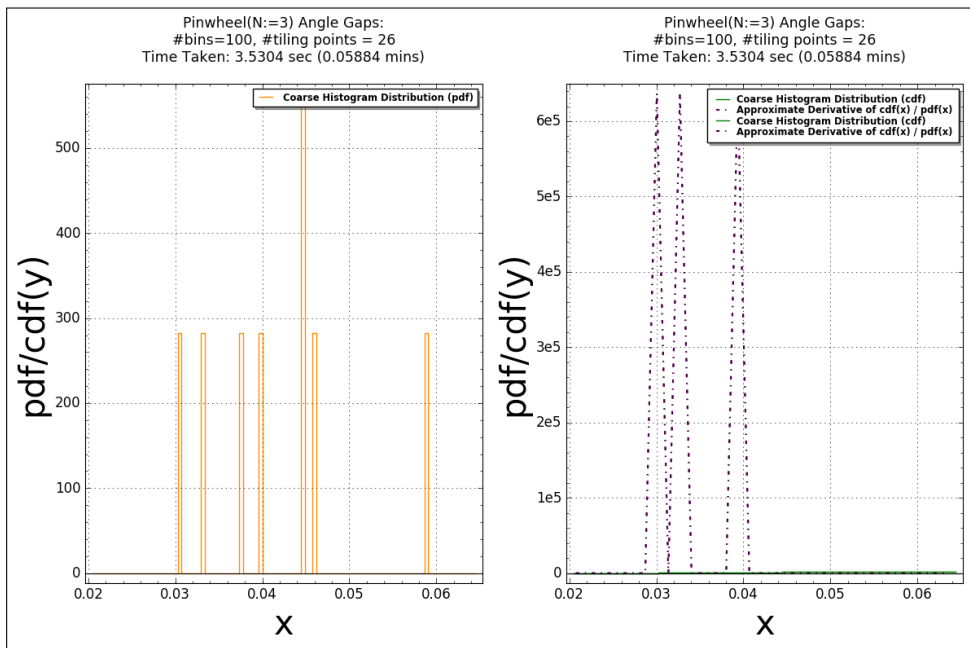 Pinwheel(N:=3) Angle Gaps:
#bins=100, #tiling points = 26
Time Taken: 3.5304 sec (0.05884 mins)
Coarse Histogram Distribution (pdf)
500
400
300
200
100
0
0.02 0.03 0.04 0.05 0.06
pdf/cdf(y)
x
Pinwheel(N:=3) Angle Gaps:
#bins=100, #tiling points = 26
Time Taken: 3.5304 sec (0.05884 mins)
Coarse Histogram Distribution (cdf)
Approximate Derivative of cdf(x) / pdf(x)
Coarse Histogram Distribution (cdf)
Approximate Derivative of cdf(x) / pdf(x)
6e5
5e5
4e5
3e5
2e5
1e5
0
0.02 0.03 0.04 0.05 0.06
pdf/cdf(y)
x